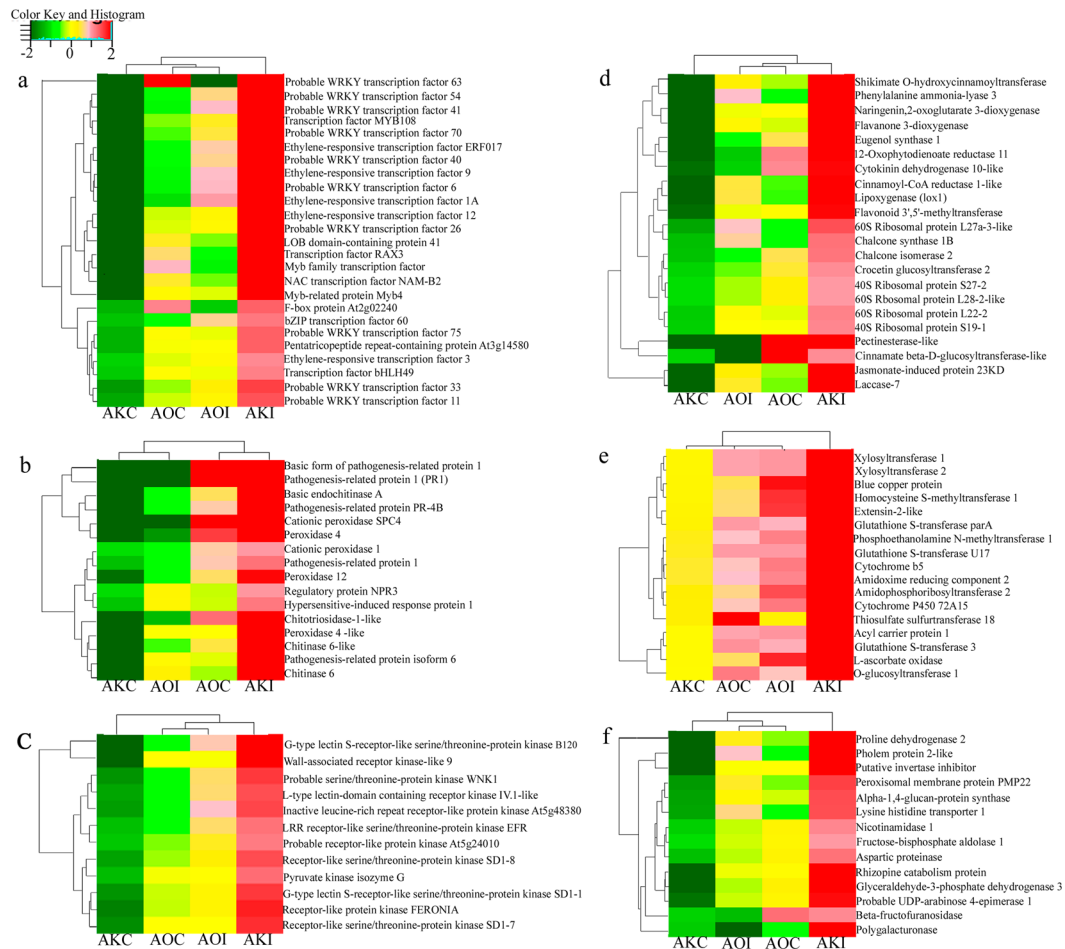 Color Key and Histogram
-2 0 2
a
Probable WRKY transcription factor 63
Probable WRKY transcription factor 54
Probable WRKY transcription factor 41
Transcription factor MYB108
Probable WRKY transcription factor 70
Ethylene-responsive transcription factor ERF017
Probable WRKY transcription factor 40
Ethylene-responsive transcription factor 9
Probable WRKY transcription factor 6
Ethylene-responsive transcription factor 1A
Ethylene-responsive transcription factor 12
Probable WRKY transcription factor 26
LOB domain-containing protein 41
Transcription factor RAX3
Myb family transcription factor
NAC transcription factor NAM-B2
Myb-related protein Myb4
F-box protein At2g02240
bZIP transcription factor 60
Probable WRKY transcription factor 75
Pentatricopeptide repeat-containing protein At3g14580
Ethylene-responsive transcription factor 3
Transcription factor bHLH49
Probable WRKY transcription factor 33
Probable WRKY transcription factor 11
AKC AOC AOI AKI
b
Basic form of pathogenesis-related protein 1
Pathogenesis-related protein 1 (PR1)
Basic endochitinase A
Pathogenesis-related protein PR-4B
Cationic peroxidase SPC4
Peroxidase 4
Cationic peroxidase 1
Pathogenesis-related protein 1
Peroxidase 12
Regulatory protein NPR3
Hypersensitive-induced response protein 1
Chitotriosidase-1-like
Peroxidase 4 -like
Chitinase 6-like
Pathogenesis-related protein isoform 6
Chitinase 6
AKC AOI AOC AKI
C
G-type lectin S-receptor-like serine/threonine-protein kinase B120
Wall-associated receptor kinase-like 9
Probable serine/threonine-protein kinase WNK1
L-type lectin-domain containing receptor kinase IV.1-like
Inactive leucine-rich repeat receptor-like protein kinase At5g48380
LRR receptor-like serine/threonine-protein kinase EFR
Probable receptor-like protein kinase At5g24010
Receptor-like serine/threonine-protein kinase SD1-8
Pyruvate kinase isozyme G
G-type lectin S-receptor-like serine/threonine-protein kinase SD1-1
Receptor-like protein kinase FERONIA
Receptor-like serine/threonine-protein kinase SD1-7
AKC AOC AOI AKI
d
Shikimate O-hydroxycinnamoyltransferase
Phenylalanine ammonia-lyase 3
Naringenin,2-oxoglutarate 3-dioxygenase
Flavanone 3-dioxygenase
Eugenol synthase 1
12-Oxophytodienoate reductase 11
Cytokinin dehydrogenase 10-like
Cinnamoyl-CoA reductase 1-like
Lipoxygenase (lox1)
Flavonoid 3',5'-methyltransferase
60S Ribosomal protein L27a-3-like
Chalcone synthase 1B
Chalcone isomerase 2
Crocetin glucosyltransferase 2
40S Ribosomal protein S27-2
60S Rbosomal protein L28-2-like
60S Ribosomal protein L22-2
40S Ribosomal protein S19-1
Pectinesterase-like
Cinnamate beta-D-glucosyltransferase-like
Jasmonate-induced protein 23KD
Laccase-7
AKC AOI AOC AKI
e
Xylosyltransferase 1
Xylosyltransferase 2
Blue copper protein
Homocysteine S-methyltransferase 1
Extensin-2-like
Glutathione S-transferase parA
Phosphoethanolamine N-methyltransferase 1
Glutathione S-transferase U17
Cytochrome b5
Amidoxime reducing component 2
Amidophosphoribosyltransferase 2
Cytochrome P450 72A15
Thiosulfate sulfurtransferase 18
Acyl carrier protein 1
Glutathione S-transferase 3
L-ascorbate oxidase
O-glucosyltransferase 1
AKC AOC AOI AKI
f
Proline dehydrogenase 2
Pholem protein 2-like
Putative invertase inhibitor
Peroxisomal membrane protein PMP22
Alpha-1,4-glucan-protein synthase
Lysine histidine transporter 1
Nicotinamidase 1
Fructose-bisphosphate aldolase 1
Aspartic proteinase
Rhizopine catabolism protein
Glyceraldehyde-3-phosphate dehydrogenase 3
Probable UDP-arabinose 4-epimerase 1
Beta-fructofuranosidase
Polygalacturonase
AKC AOI AOC AKI